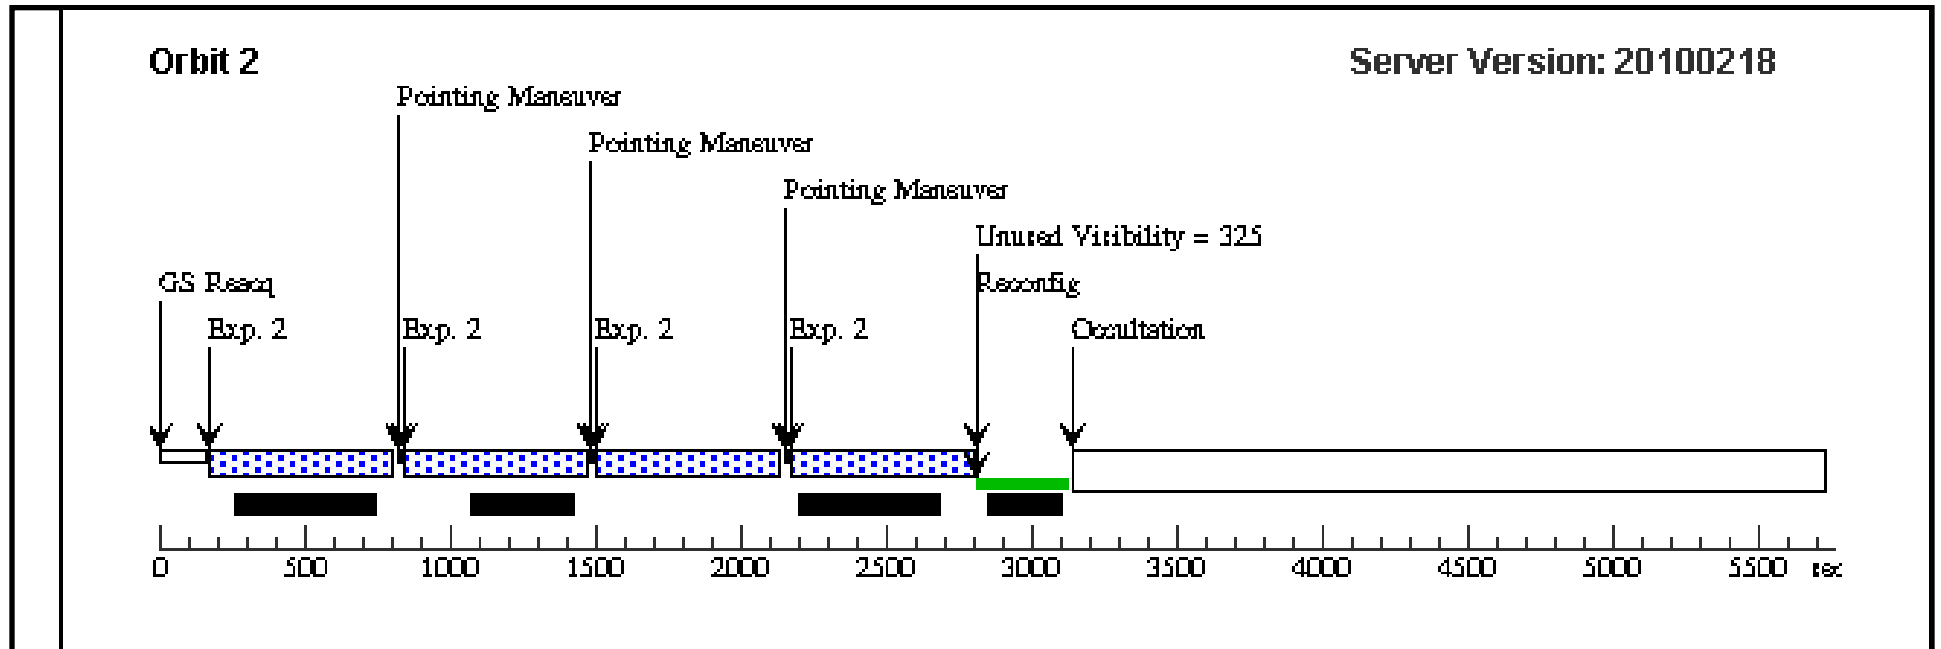 Orbit 2
Server Version: 20100218
Pointing Maneuver
Pointing Maneuver
Pointing Maneuver
Unused Visibility = 325
GS Reacq
Reconfig
Exp. 2
Exp. 2
Exp. 2
Exp. 2
Occultation
0 500 1000 1500 2000 2500 3000 3500 4000 4500 5000 5500 sec